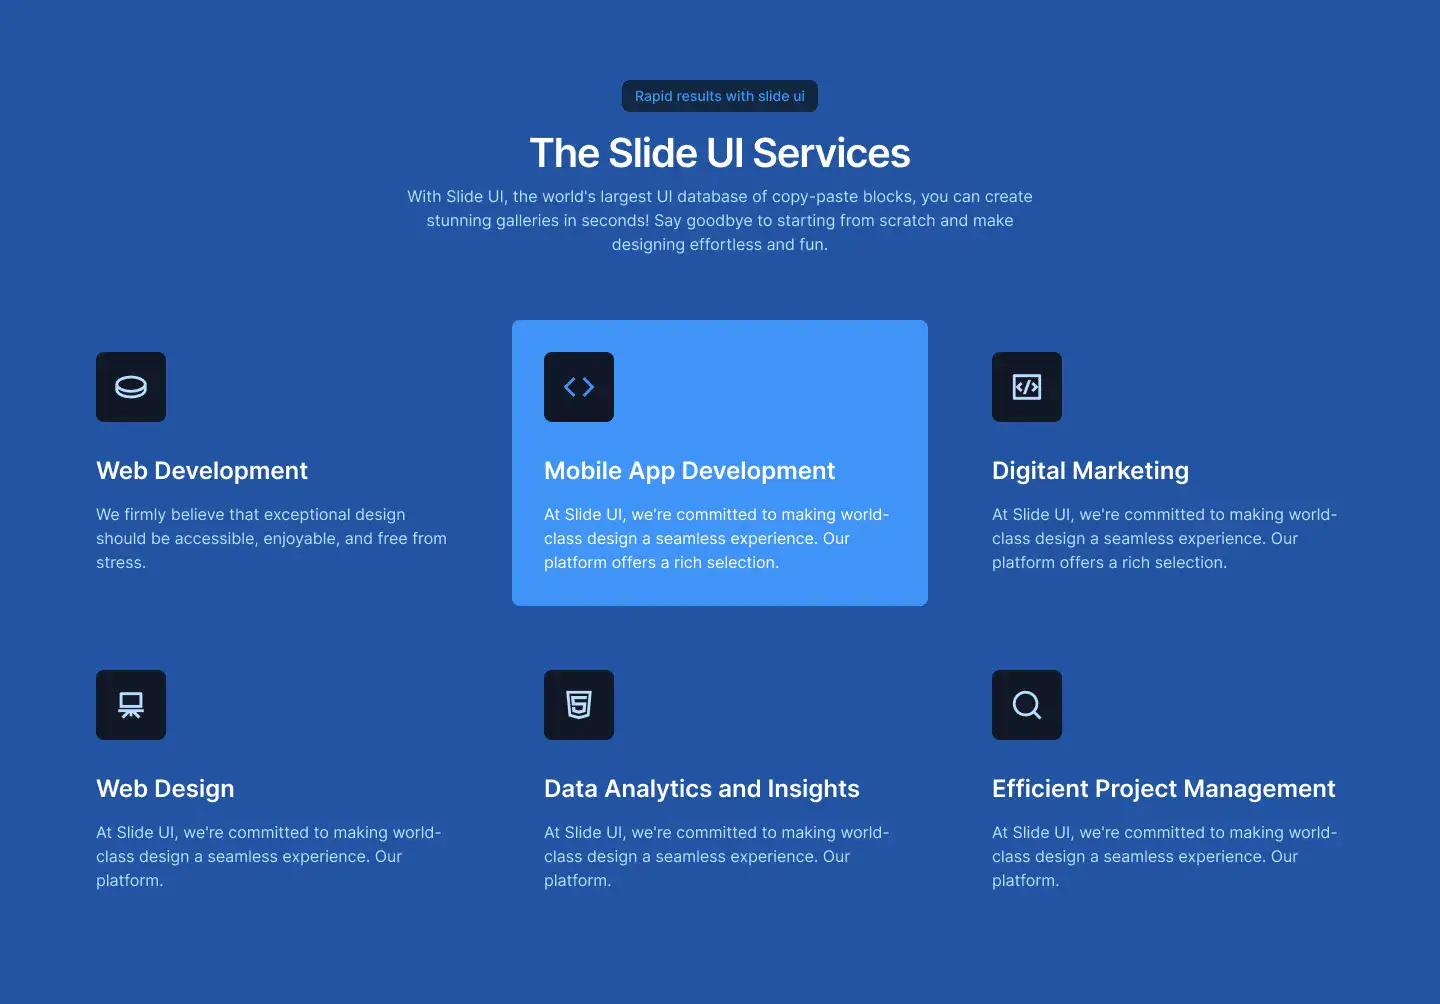 Rapid results with slide ui
The Slide UI Services
With Slide UI, the world's largest UI database of copy-paste blocks, you can create
stunning galleries in seconds! Say goodbye to starting from scratch and make
designing effortless and fun.
Web Development
We firmly believe that exceptional design
should be accessible, enjoyable, and free from
stress.
Mobile App Development
At Slide UI, we're committed to making world-
class design a seamless experience. Our
platform offers a rich selection.
Digital Marketing
At Slide UI, we're committed to making world-
class design a seamless experience. Our
platform offers a rich selection.
Web Design
At Slide UI, we're committed to making world-
class design a seamless experience. Our
platform.
Data Analytics and Insights
At Slide UI, we're committed to making world-
class design a seamless experience. Our
platform.
Efficient Project Management
At Slide UI, we're committed to making world-
class design a seamless experience. Our
platform.